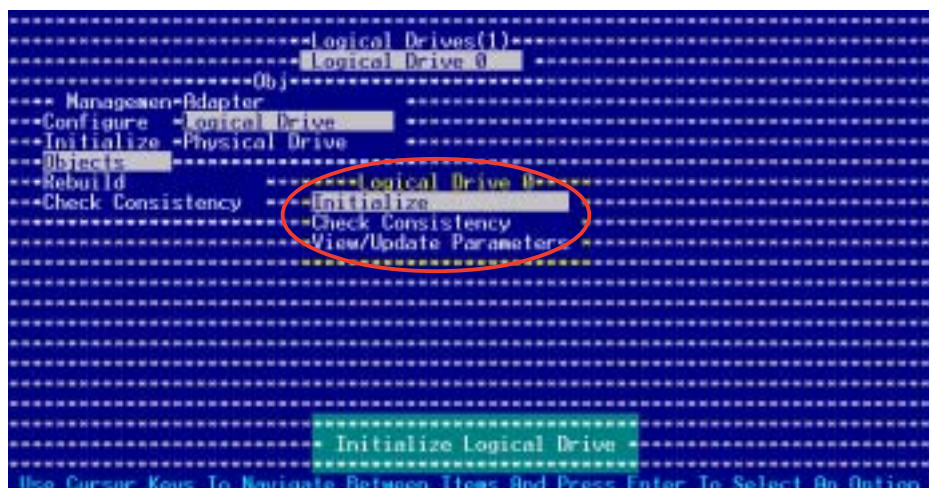 Logical Drives(1)
Logical Drive 0
Obj
Managemen Adapter
Configure Logical Drive
Initialize Physical Drive
Objects
Rebuild Logical Drive 0
Check Consistency Initialize
Check Consistency
View/Update Parameters
Initialize Logical Drive
Use Cursor Keys To Navigate Between Items And Press Enter To Select An Option